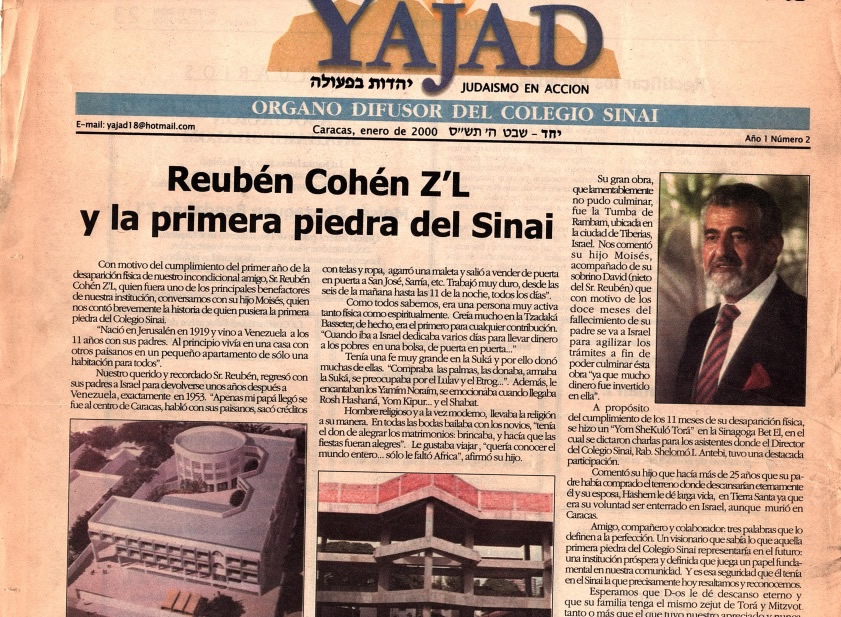 YAJAD
יהדות בפעולה
JUDAISMO EN ACCION
ORGANO DIFUSOR DEL COLEGIO SINAI
E-mail: yajad18@hotmail.com
Caracas, enero de 2000 יחד - שבט ה׳ תש״ס
Año 1 Número 2
Reubén Cohén Z'L
y la primera piedra del Sinai
Con motivo del cumplimiento del primer año de la
desaparición física de nuestro incondicional amigo, Sr. Reubén
Cohén Z'L, quien fuera uno de los principales benefactores
de nuestra institución, conversamos con su hijo Moisés, quien
nos contó brevemente la historia de quien pusiera la primera
piedra del Colegio Sinai.
"Nació en Jerusalén en 1919 y vino a Venezuela a los
11 años con sus padres. Al principio vivía en una casa con
otros paisanos en un pequeño apartamento de sólo una
habitación para todos".
Nuestro querido y recordado Sr. Reubén, regresó con
sus padres a Israel para devolverse unos años después a
Venezuela, exactamente en 1953. "Apenas mi papá llegó se
fue al centro de Caracas, habló con sus paisanos, sacó créditos
con telas y ropa, agarró una maleta y salió a vender de puerta
en puerta a San José, Sarría, etc. Trabajó muy duro, desde las
seis de la mañana hasta las 11 de la noche, todos los días".
Como todos sabemos, era una persona muy activa
tanto física como espiritualmente. Creía mucho en la Tzadaká
Basseter, de hecho, era el primero para cualquier contribución.
"Cuando iba a Israel dedicaba varios días para llevar dinero
a los pobres en una bolsa, de puerta en puerta..."
Tenía una fe muy grande en la Suká y por ello donó
muchas de ellas. "Compraba las palmas, las donaba, armaba
la Suká, se preocupaba por el Lulav y el Etrog...". Además, le
encantaban los Yamím Noraím, se emocionaba cuando llegaba
Rosh Hashaná, Yom Kipur... y el Shabat.
Hombre religioso y a la vez moderno, llevaba la religión
a su manera. En todas las bodas bailaba con los novios, "tenía
el don de alegrar los matrimonios: brincaba, y hacía que las
fiestas fueran alegres". Le gustaba viajar , "quería conocer el
mundo entero... sólo le faltó Africa", afirmó su hijo.
Su gran obra,
que lamentablemente
no pudo culminar,
fue la Tumba de
Rambam, ubicada en
la ciudad de Tiberias,
Israel. Nos comentó
su hijo Moisés,
acompañado de su
sobrino David (nieto
del Sr. Reubén) que
con motivo de los
doce meses del
fallecimiento de su
padre se va a Israel
para agilizar los
trámites a fin de
poder culminar ésta
obra "ya que mucho
dinero fue invertido
en ella".
A propósito
del cumplimiento de los 11 meses de su desaparición física,
se hizo un "Yom SheKuló Torá" en la Sinagoga Bet El, en el
cual se dictaron charlas para los asistentes donde el Director
del Colegio Sinai, Rab. Shelomó I. Antebi, tuvo una destacada
participación.
Comentó su hijo que hacía más de 25 años que su pa-
dre había comprado el terreno donde descansarían eternamente
él y su esposa, Hashem le dé larga vida, en Tierra Santa ya que
era su voluntad ser enterrado en Israel, aunque murió en
Caracas.
Amigo, compañero y colaborador: tres palabras que lo
definen a la perfección. Un visionario que sabía lo que aquella
primera piedra del Colegio Sinai representaría en el futuro:
una institución próspera y definida que juega un papel funda-
mental en nuestra comunidad. Y es esa seguridad que él tenía
en el Sinai la que precisamente hoy resaltamos y reconocemos.
Esperamos que D-os le dé descanso eterno y
que su familia tenga el mismo zejut de Torá y Mitzvot
tanto o más que el que tuvo nuestro apreciado y